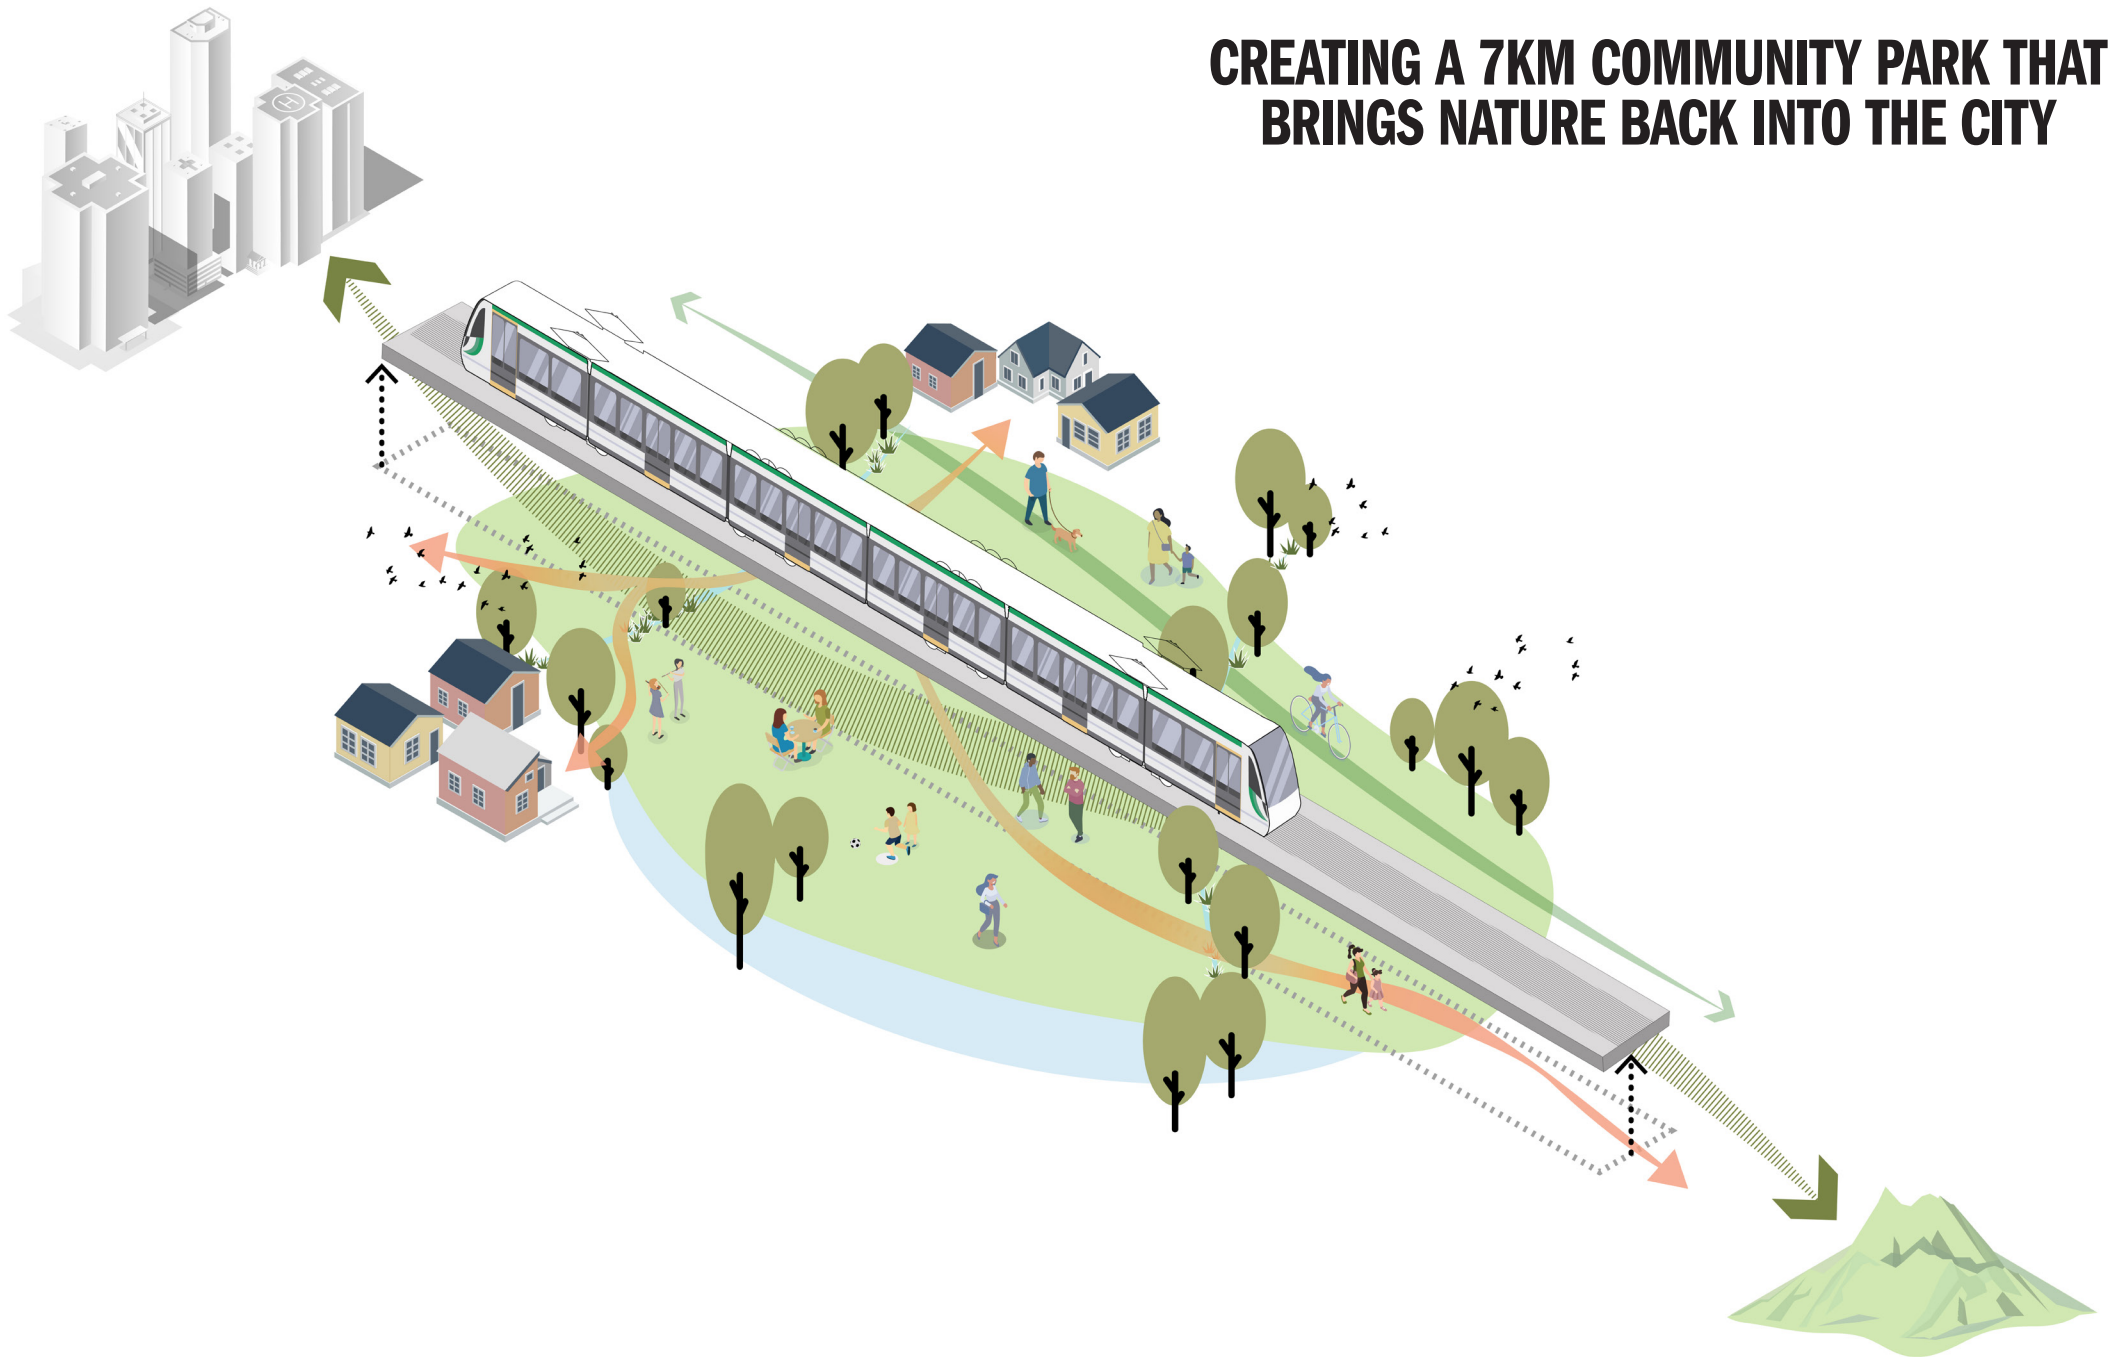 CREATING A 7KM COMMUNITY PARK THAT
BRINGS NATURE BACK INTO THE CITY
H